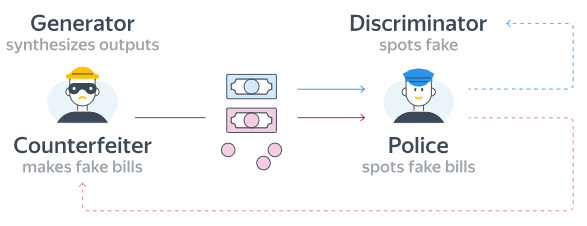 Generator
synthesizes outputs
Discriminator
spots fake
Counterfeiter
makes fake bills
Police
spots fake bills